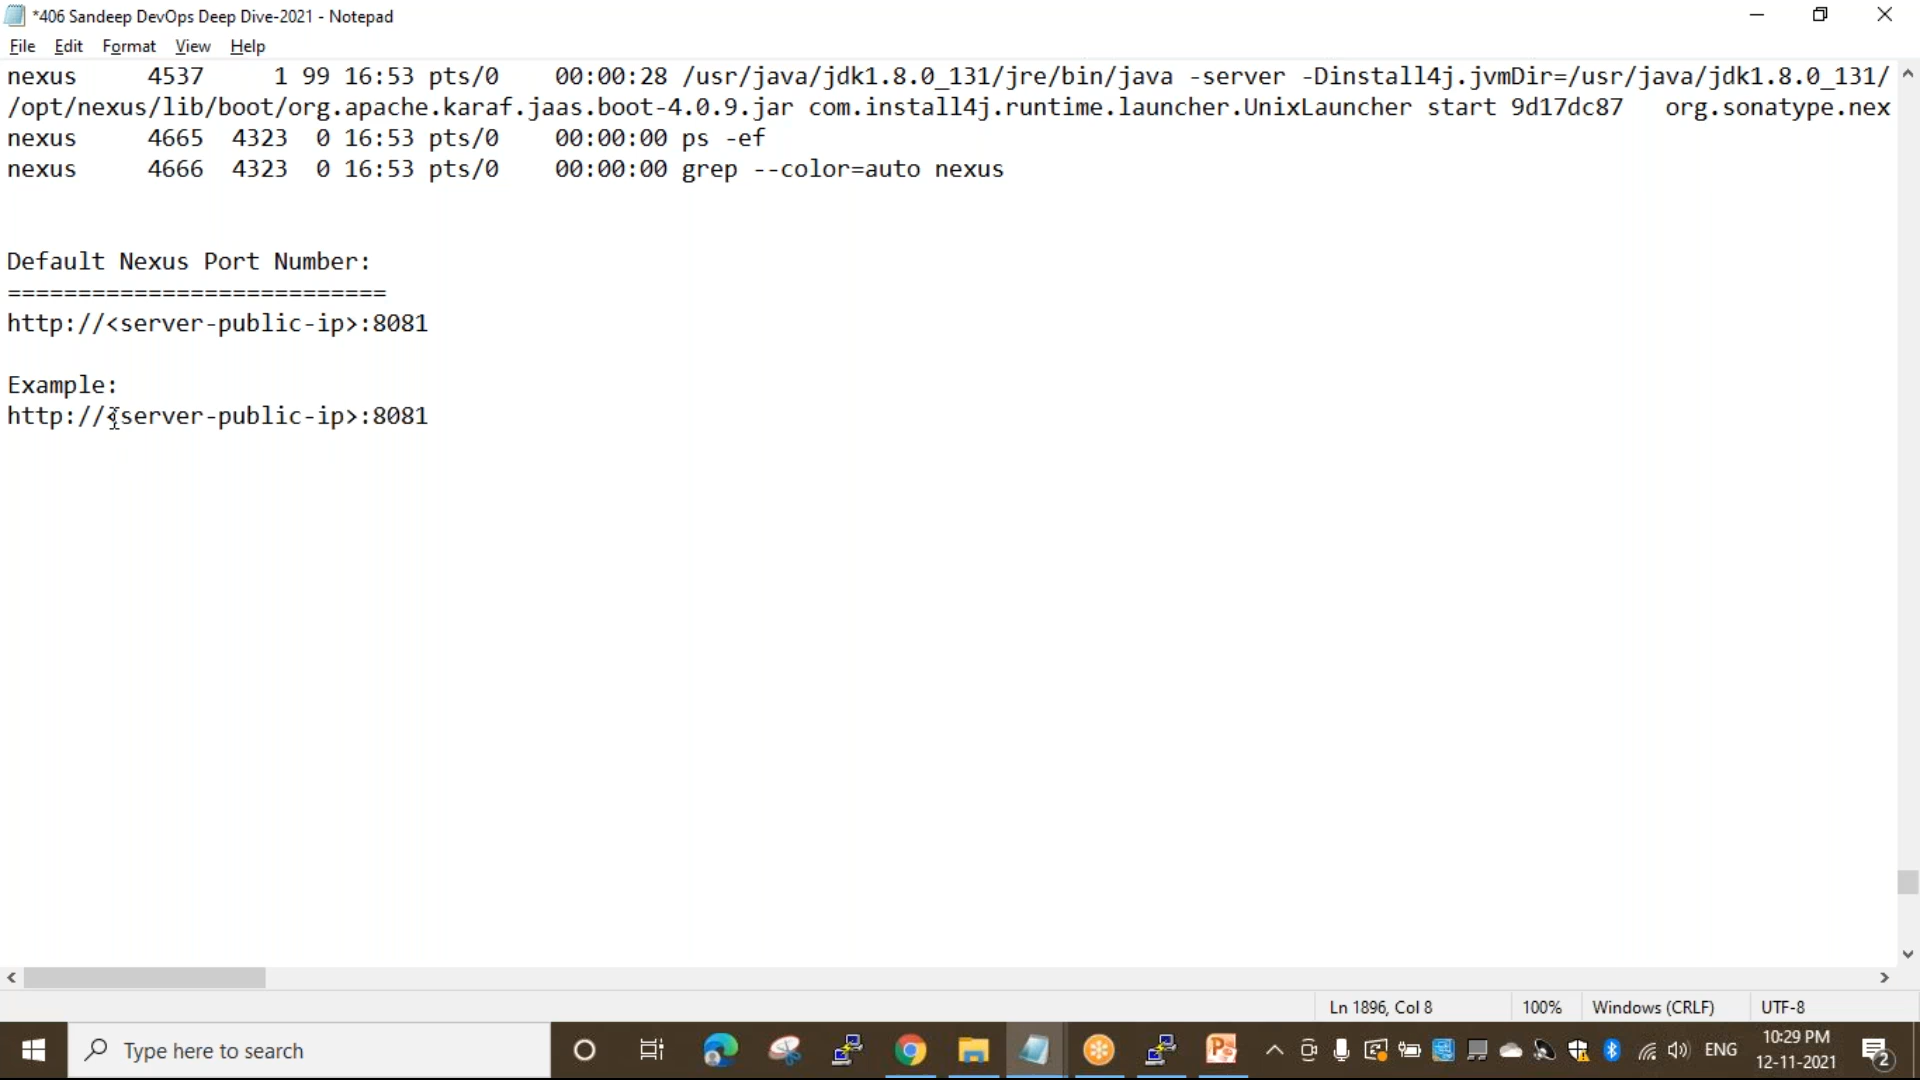 *406 Sandeep DevOps Deep Dive-2021 - Notepad
File Edit Format View Help
nexus     4537     1 99 16:53 pts/0    00:00:28 /usr/java/jdk1.8.0_131/jre/bin/java -server -Dinstall4j.jvmDir=/usr/java/jdk1.8.0_131/
/opt/nexus/lib/boot/org.apache.karaf.jaas.boot-4.0.9.jar com.install4j.runtime.launcher.UnixLauncher start 9d17dc87   org.sonatype.nex
nexus     4665  4323  0 16:53 pts/0    00:00:00 ps -ef
nexus     4666  4323  0 16:53 pts/0    00:00:00 grep --color=auto nexus
Default Nexus Port Number:
===========================
http://<server-public-ip>:8081
Example:
http://<server-public-ip>:8081
Ln 1896, Col 8 100% Windows (CRLF) UTF-8
Type here to search
ENG
10:29 PM
12-11-2021
2